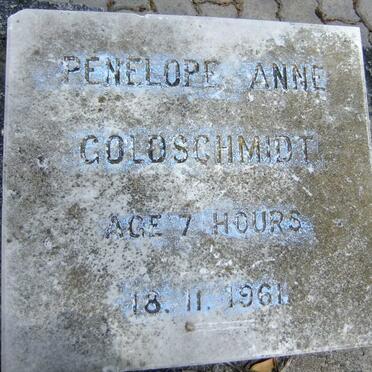 PENELOPE ANNE
GOLDSCHMIDT
AGE 7 HOURS
18.11.1961